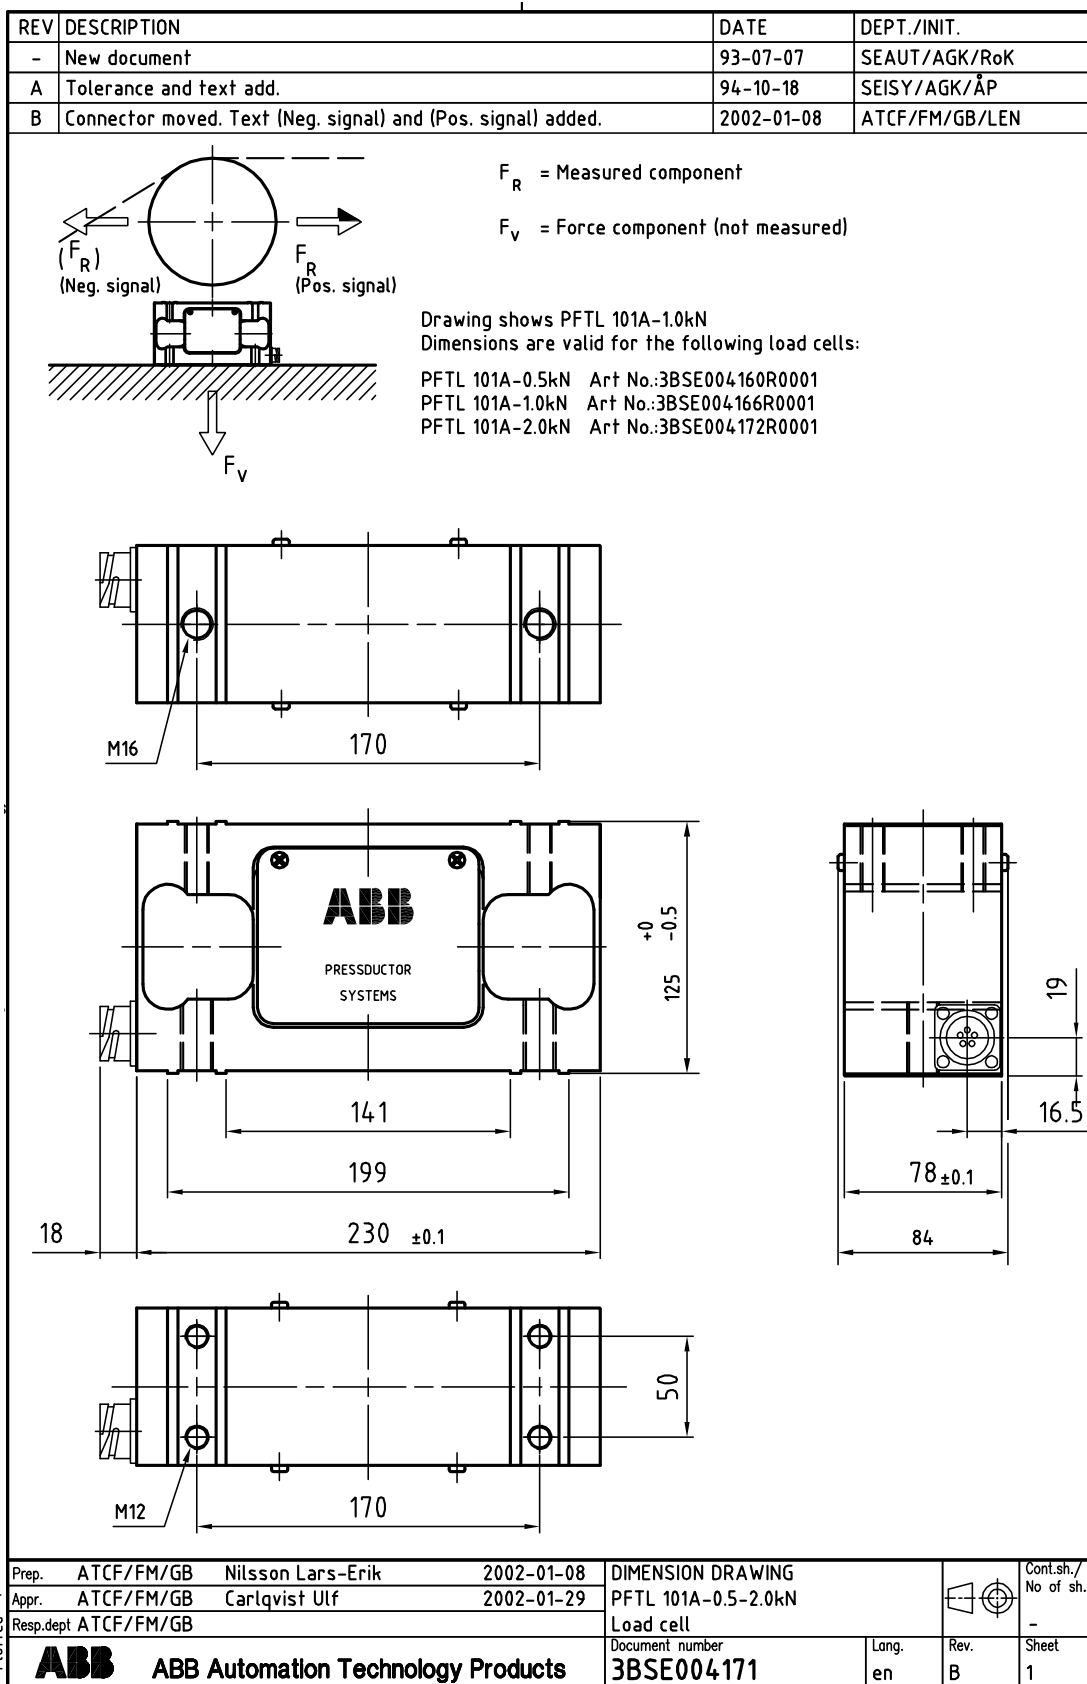 REV DESCRIPTION DATE DEPT./INIT.
- New document 93-07-07 SEAUT/AGK/RoK
A Tolerance and text add. 94-10-18 SEISY/AGK/ÅP
B Connector moved. Text (Neg. signal) and (Pos. signal) added. 2002-01-08 ATCF/FM/GB/LEN
F R = Measured component
F V = Force component (not measured)
(F R) F R
(Neg. signal) (Pos. signal)
Drawing shows PFTL 101A-1.0kN
Dimensions are valid for the following load cells:
PFTL 101A-0.5kN Art No.:3BSE004160R0001
PFTL 101A-1.0kN Art No.:3BSE004166R0001
PFTL 101A-2.0kN Art No.:3BSE004172R0001
F V
M16
170
ABB
PRESSDUCTOR
SYSTEMS
+0
-0.5
125
19
141
16.5
199
78 ±0.1
18
230 ±0.1
84
50
M12
170
Prep. ATCF/FM/GB Nilsson Lars-Erik 2002-01-08
Appr. ATCF/FM/GB Carlqvist Ulf 2002-01-29
Resp.dept ATCF/FM/GB
DIMENSION DRAWING
PFTL 101A-0.5-2.0kN
Load cell
Cont.sh./
No of sh.
-
ABB ABB Automation Technology Products
Document number
3BSE004171
Lang.
en
Rev.
B
Sheet
1